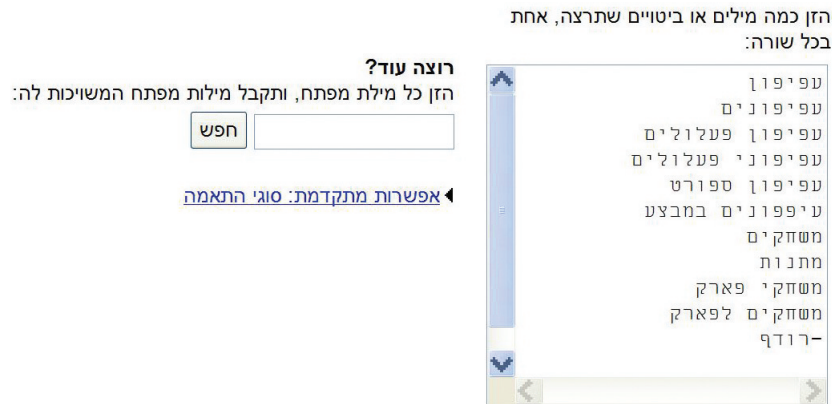 הזן כמה מילים או ביטויים שתרצה, אחת
בכל שורה:
עפיפון
עפיפונים
עפיפון פעלולים
עפיפוני פעלולים
עפיפון ספורט
עיפפונים במבצע
משחקים
מתנות
משחקי פארק
משחקים לפארק
-רודף
רוצה עוד?
הזן כל מילת מפתח, ותקבל מילות מפתח המשויכות לה:
חפש
אפשרות מתקדמת: סוגי התאמה